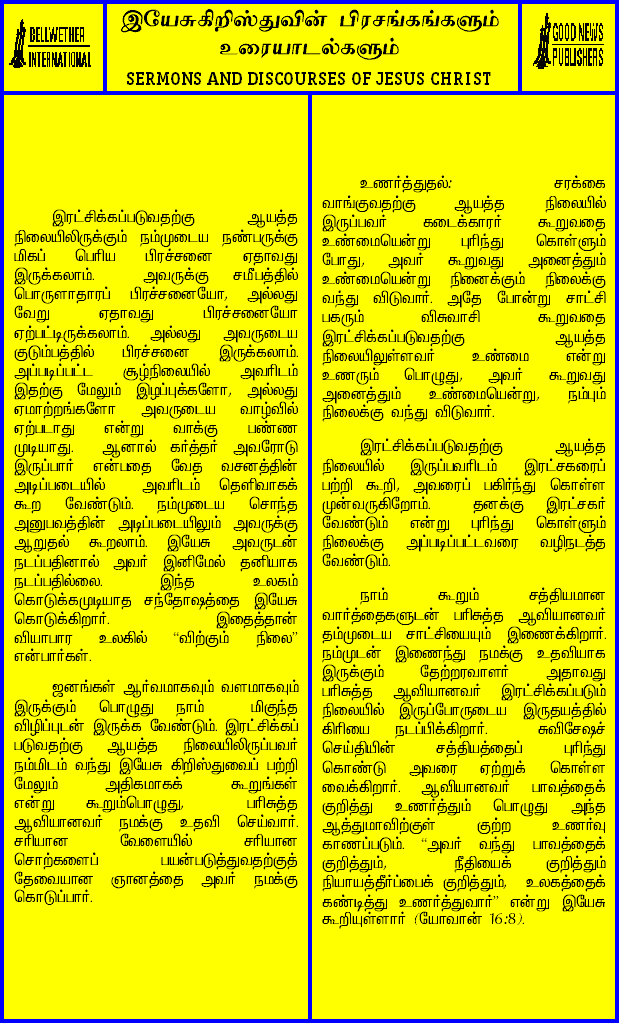 BELLWETHER
INTERNATIONAL
இயேசுகிறிஸ்துவின் பிரசங்கங்களும்
உரையாடல்களும்
SERMONS AND DISCOURSES OF JESUS CHRIST
GOOD NEWS
PUBLISHERS
இரட்சிக்கப்படுவதற்கு ஆயத்த
நிலையிலிருக்கும் நம்முடைய நண்பருக்கு
மிகப் பெரிய பிரச்சனை ஏதாவது
இருக்கலாம். அவருக்கு சமீபத்தில்
பொருளாதாரப் பிரச்சனையோ, அல்லது
வேறு ஏதாவது பிரச்சனையோ
ஏற்பட்டிருக்கலாம். அல்லது அவருடைய
குடும்பத்தில் பிரச்சனை இருக்கலாம்.
அப்படிப்பட்ட சூழ்நிலையில் அவரிடம்
இதற்கு மேலும் இழப்புக்களோ, அல்லது
ஏமாற்றங்களோ அவருடைய வாழ்வில்
ஏற்படாது என்று வாக்கு பண்ண
முடியாது. ஆனால் கர்த்தர் அவரோடு
இருப்பார் என்பதை வேத வசனத்தின்
அடிப்படையில் அவரிடம் தெளிவாகக்
கூற வேண்டும். நம்முடைய சொந்த
அனுபவத்தின் அடிப்படையிலும் அவருக்கு
ஆறுதல் கூறலாம். இயேசு அவருடன்
நடப்பதினால் அவர் இனிமேல் தனியாக
நடப்பதில்லை. இந்த உலகம்
கொடுக்கமுடியாத சந்தோஷத்தை இயேசு
கொடுக்கிறார். இதைத்தான்
வியாபார உலகில் “விற்கும் நிலை”
என்பார்கள்.
ஜனங்கள் ஆர்வமாகவும் வளமாகவும்
இருக்கும் பொழுது நாம் மிகுந்த
விழிப்புடன் இருக்க வேண்டும். இரட்சிக்கப்
படுவதற்கு ஆயத்த நிலையிலிருப்பவர்
நம்மிடம் வந்து இயேசு கிறிஸ்துவைப் பற்றி
மேலும் அதிகமாகக் கூறுங்கள்
என்று கூறும்பொழுது, பரிசுத்த
ஆவியானவர் நமக்கு உதவி செய்வார்.
சரியான வேளையில் சரியான
சொற்களைப் பயன்படுத்துவதற்குத்
தேவையான ஞானத்தை அவர் நமக்கு
கொடுப்பார்.
உணர்த்துதல்: சரக்கை
வாங்குவதற்கு ஆயத்த நிலையில்
இருப்பவர் கடைக்காரர் கூறுவதை
உண்மையென்று புரிந்து கொள்ளும்
போது, அவர் கூறுவது அனைத்தும்
உண்மையென்று நினைக்கும் நிலைக்கு
வந்து விடுவார். அதே போன்று சாட்சி
பகரும் விசுவாசி கூறுவதை
இரட்சிக்கப்படுவதற்கு ஆயத்த
நிலையிலுள்ளவர் உண்மை என்று
உணரும் பொழுது, அவர் கூறுவது
அனைத்தும் உண்மையென்று, நம்பும்
நிலைக்கு வந்து விடுவார்.
இரட்சிக்கப்படுவதற்கு ஆயத்த
நிலையில் இருப்பவரிடம் இரட்சகரைப்
பற்றி கூறி, அவரைப் பகிர்ந்து கொள்ள
முன்வருகிறோம். தனக்கு இரட்சகர்
வேண்டும் என்று புரிந்து கொள்ளும்
நிலைக்கு அப்படிப்பட்டவரை வழிநடத்த
வேண்டும்.
நாம் கூறும் சத்தியமான
வார்த்தைகளுடன் பரிசுத்த ஆவியானவர்
தம்முடைய சாட்சியையும் இணைக்கிறார்.
நம்முடன் இணைந்து நமக்கு உதவியாக
இருக்கும் தேற்றரவாளர் அதாவது
பரிசுத்த ஆவியானவர் இரட்சிக்கப்படும்
நிலையில் இருப்போருடைய இருதயத்தில்
கிரியை நடப்பிக்கிறார். சுவிசேஷச்
செய்தியின் சத்தியத்தைப் புரிந்து
கொண்டு அவரை ஏற்றுக் கொள்ள
வைக்கிறார். ஆவியானவர் பாவத்தைக்
குறித்து உணர்த்தும் பொழுது அந்த
ஆத்துமாவிற்குள் குற்ற உணர்வு
காணப்படும். “அவர் வந்து பாவத்தைக்
குறித்தும், நீதியைக் குறித்தும்
நியாயத்தீர்ப்பைக் குறித்தும், உலகத்தைக்
கண்டித்து உணர்த்துவார்” என்று இயேசு
கூறியுள்ளார் (யோவான் 16:8).